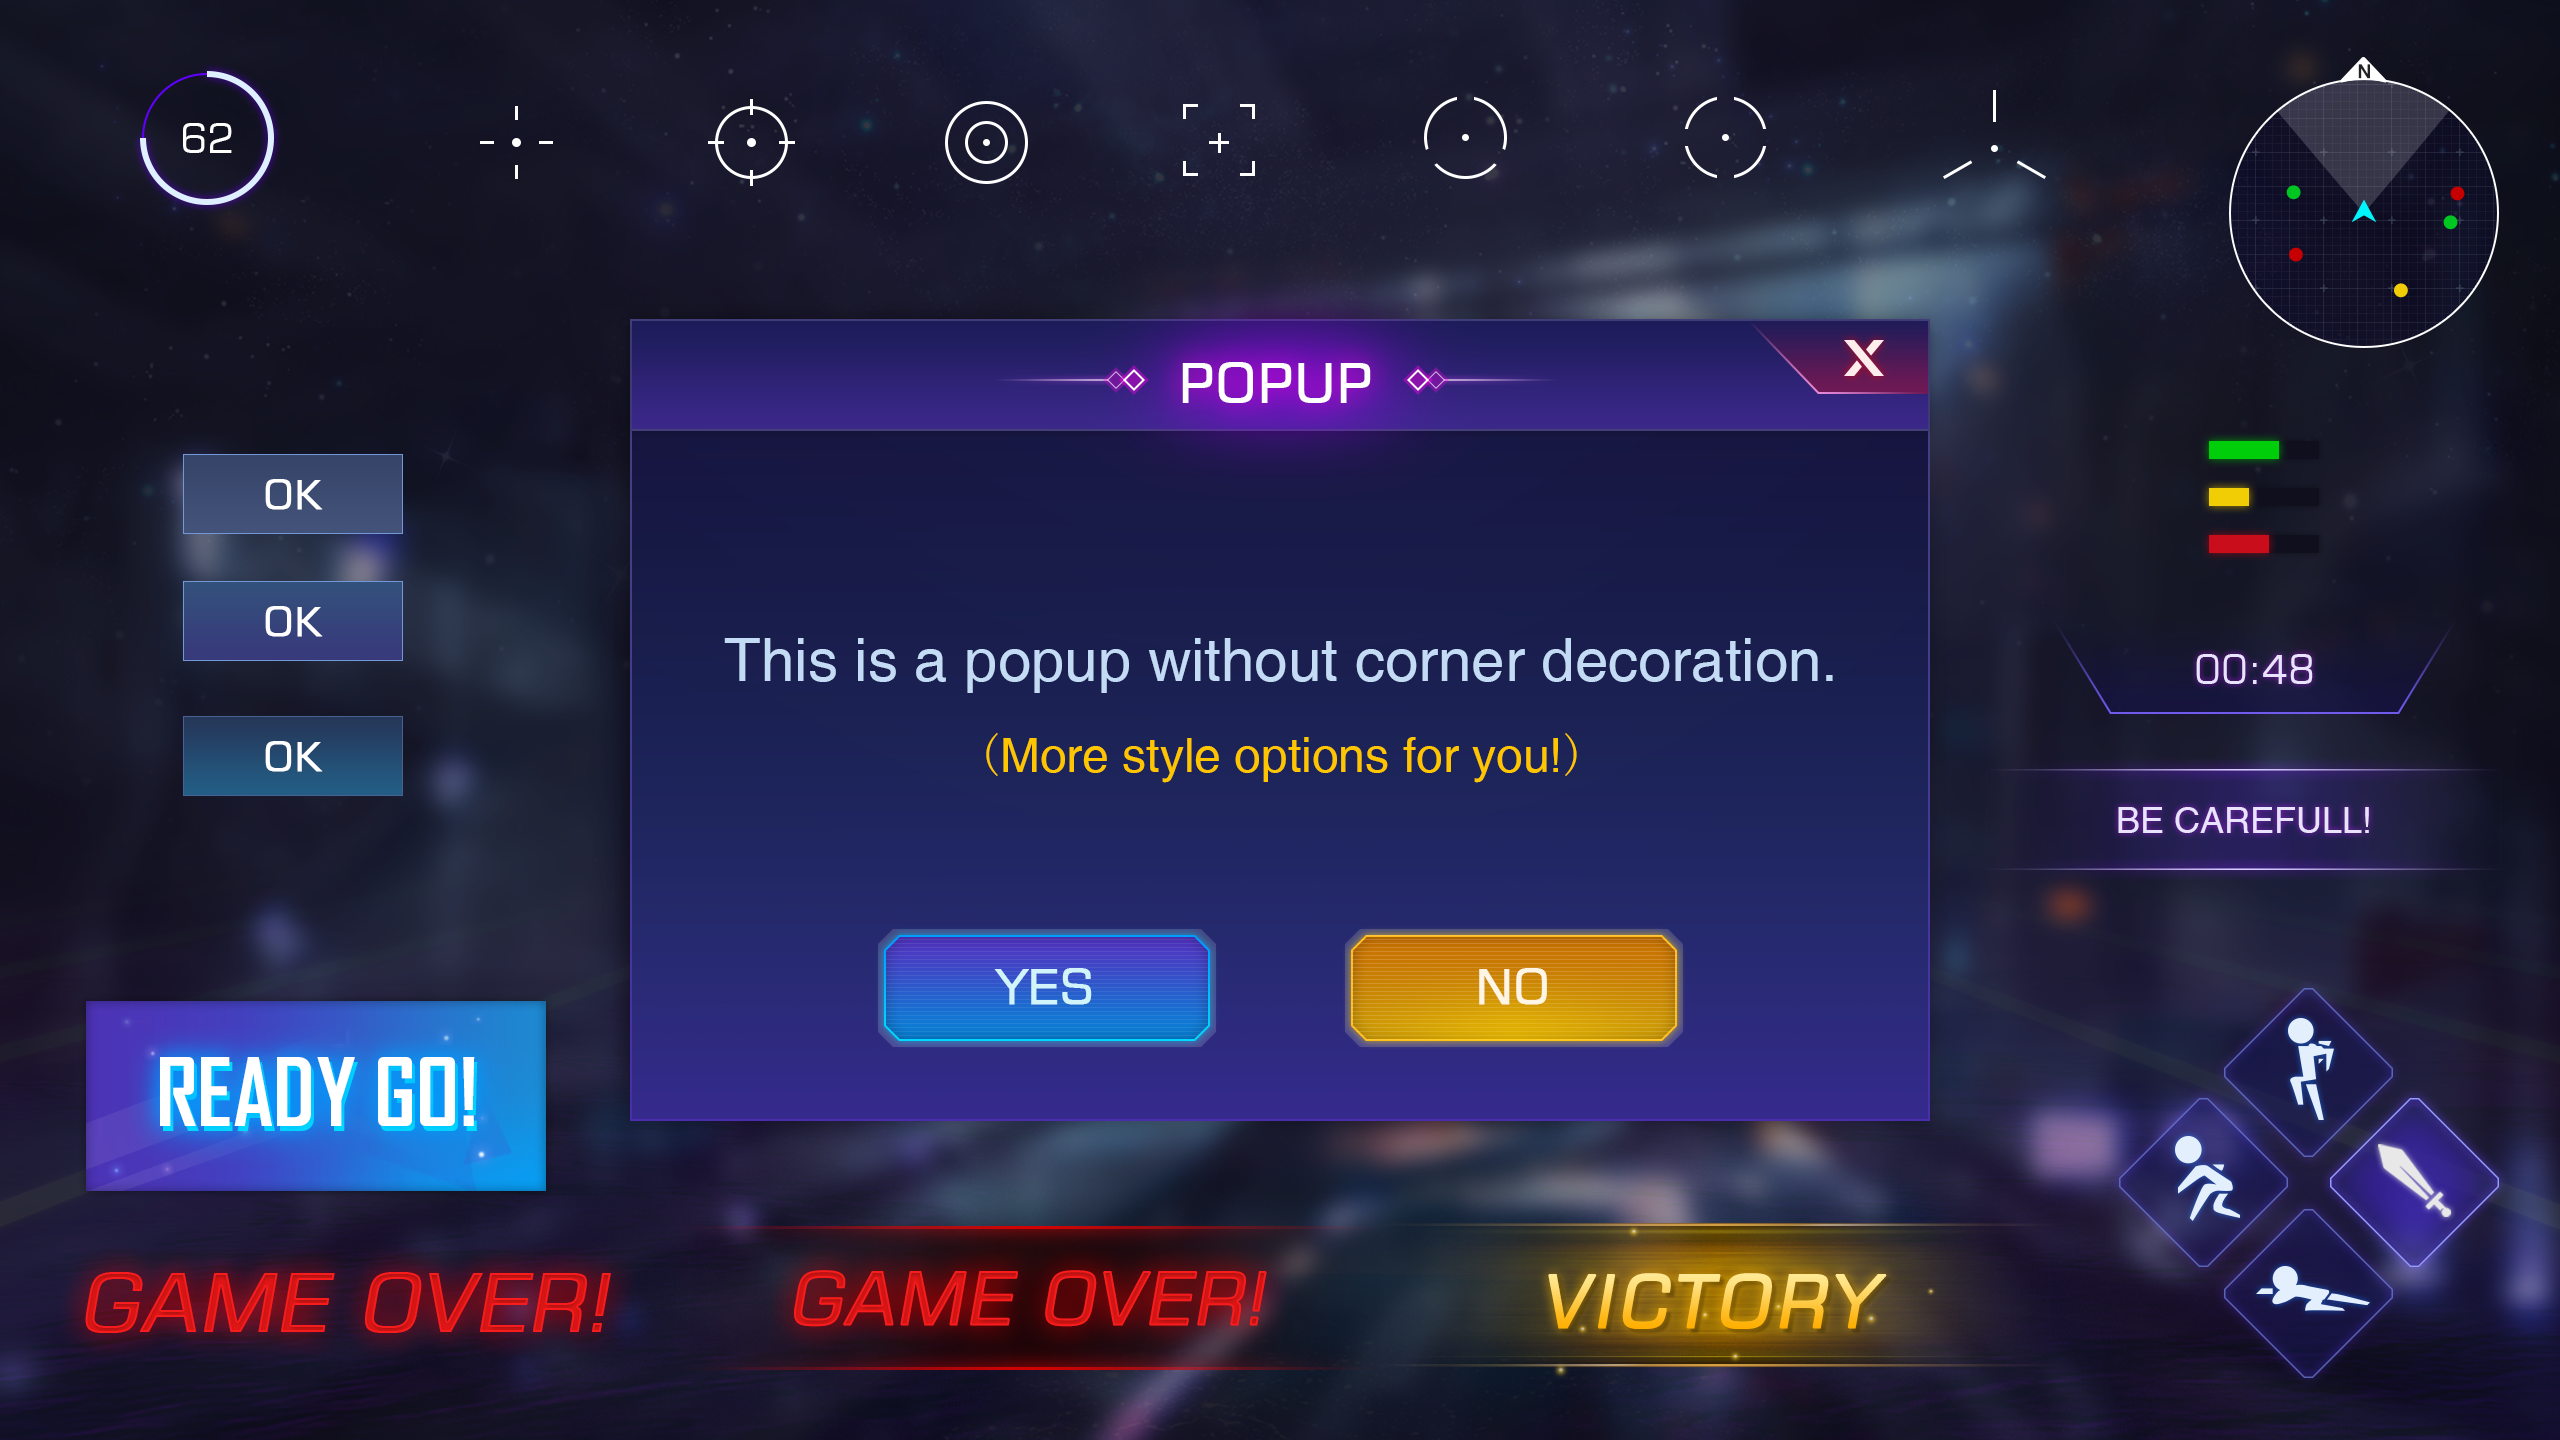 62
N
POPUP
X
OK
OK
OK
This is a popup without corner decoration.
(More style options for you!)
YES
NO
00:48
BE CAREFULL!
READY GO!
GAME OVER!
GAME OVER!
VICTORY